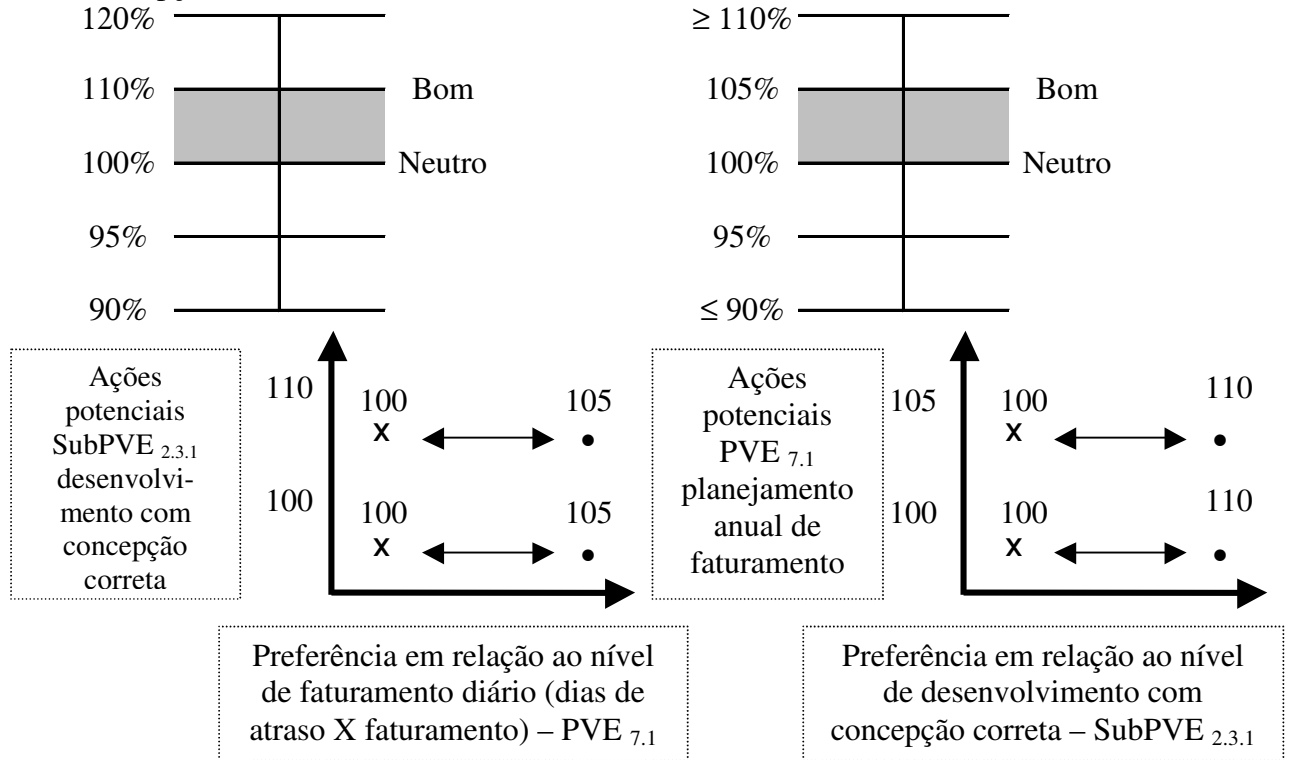 120%
110%
Bom
100%
Neutro
95%
90%
≥ 110%
105%
Bom
100%
Neutro
95%
≤ 90%
Ações
potenciais
SubPVE 2.3.1
desenvolvi-
mento com
concepção
correta
110
100
105
x
100
100
105
x
Preferência em relação ao nível
de faturamento diário (dias de
atraso X faturamento) – PVE 7.1
Ações
potenciais
PVE 7.1
planejamento
anual de
faturamento
105
100
110
x
100
100
110
x
Preferência em relação ao nível
de desenvolvimento com
concepção correta – SubPVE 2.3.1